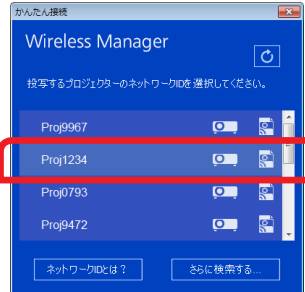 かんたん接続
Wireless Manager
投写するプロジェクターのネットワークIDを選択してください。
Proj9967
Proj1234
Proj0793
Proj9472
ネットワークIDとは？
さらに検索する...